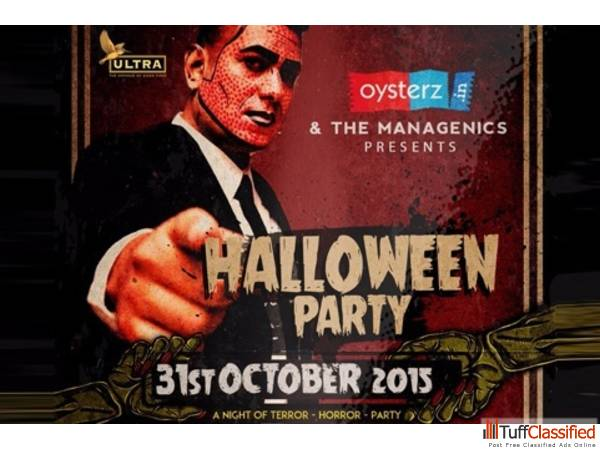 ULTRA
oysterz
& THE MANAGENICS
PRESENTS
HALLOWEEN
PARTY
31ST OCTOBER 2015
A NIGHT OF TERROR - HORROR - PARTY
TuffClassified
Post Free Classified Ads Online